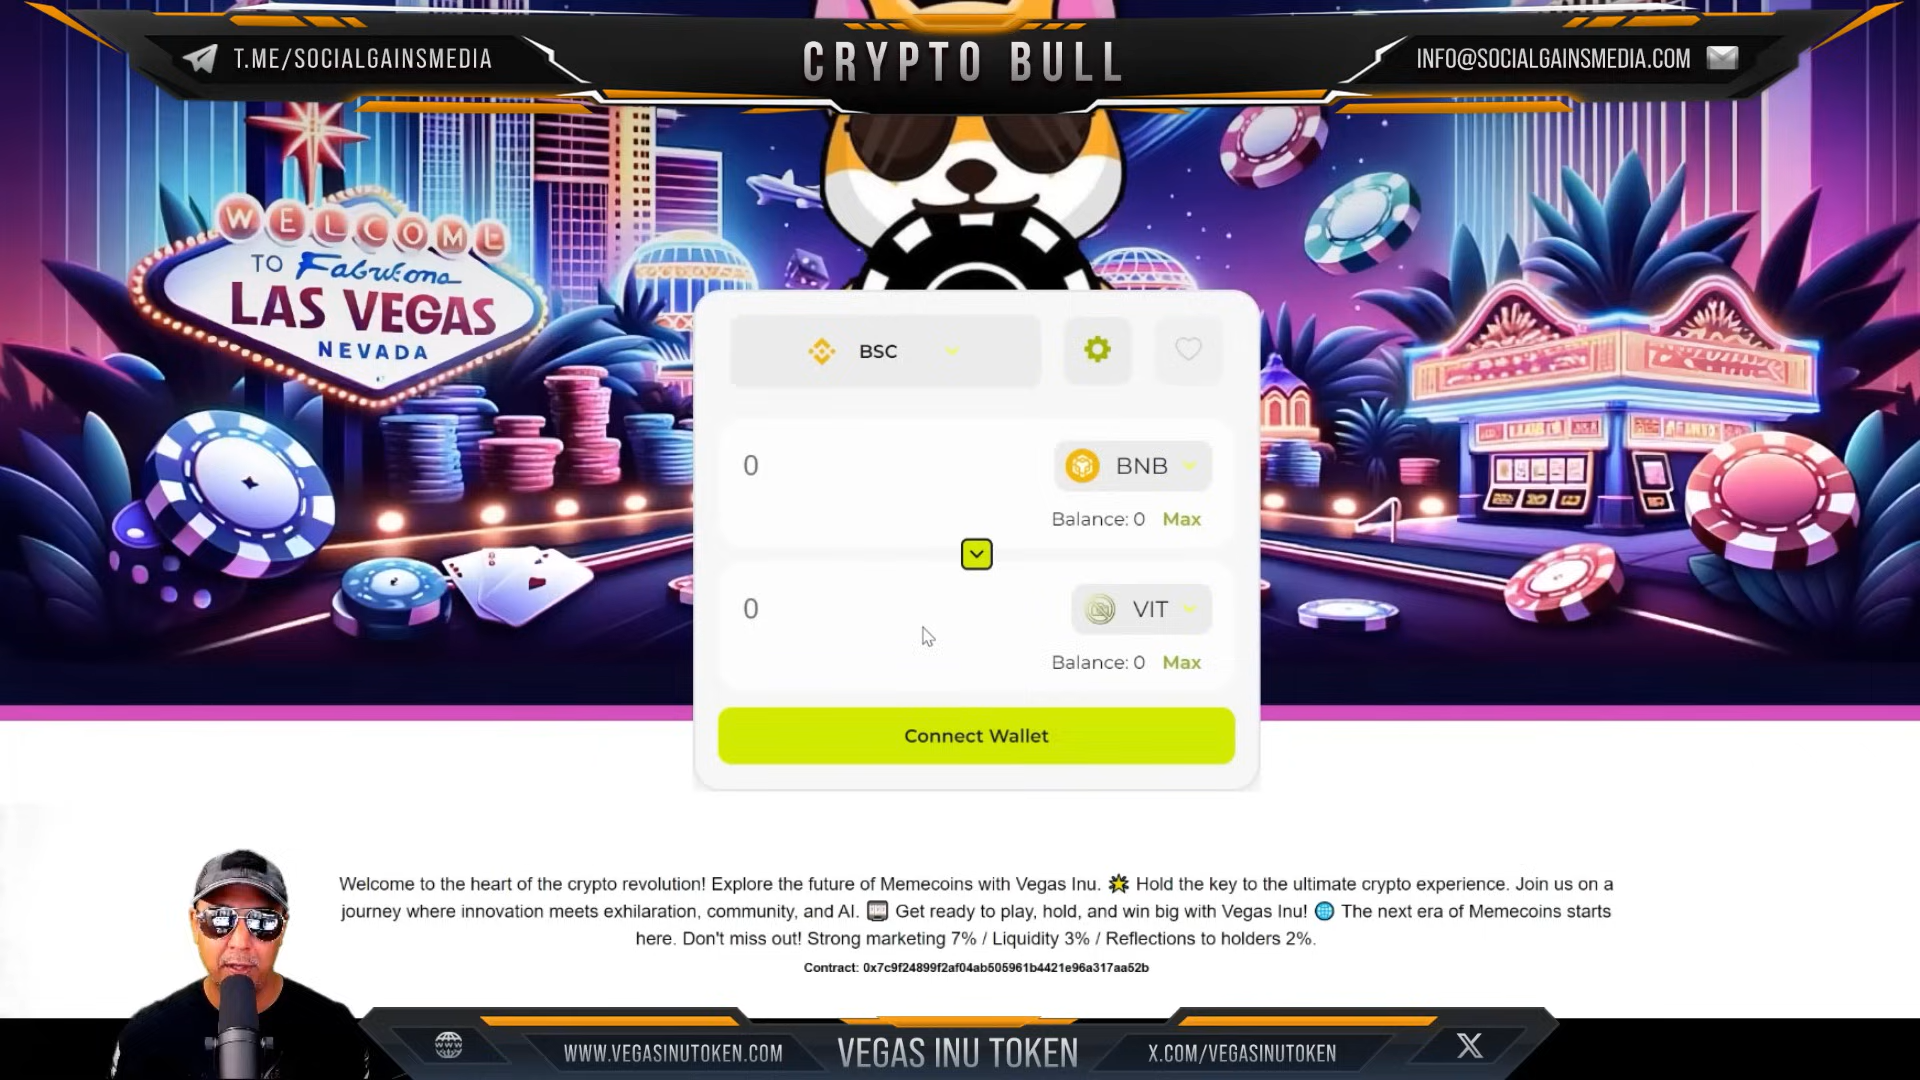 T.ME/SOCIALGAINSMEDIA
CRYPTO BULL
INFO@SOCIALGAINSMEDIA.COM
WELCOME
TO Fabulous
LAS VEGAS
NEVADA
BSC
0
BNB
Balance: 0 Max
0
VIT
Balance: 0 Max
Connect Wallet
Welcome to the heart of the crypto revolution! Explore the future of Memecoins with Vegas Inu. 🌟 Hold the key to the ultimate crypto experience. Join us on a
journey where innovation meets exhilaration, community, and AI. 🎰 Get ready to play, hold, and win big with Vegas Inu! 🌐 The next era of Memecoins starts
here. Don't miss out! Strong marketing 7% / Liquidity 3% / Reflections to holders 2%.
Contract: 0x7c9f24899f2af04ab505961b4421e96a317aa52b
WWW.VEGASINUTOKEN.COM
VEGAS INU TOKEN
X.COM/VEGASINUTOKEN